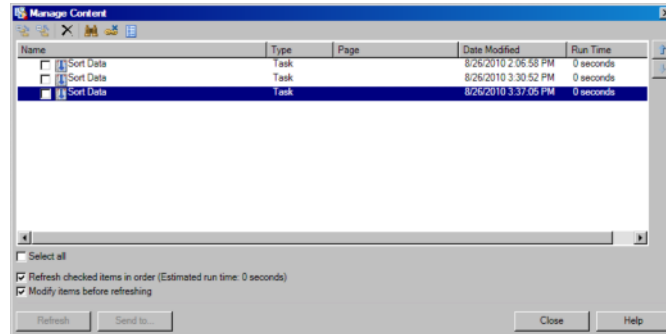 Manage Content
Name Type Page Date Modified Run Time
Sort Data Task 8/26/2010 2:06:58 PM 0 seconds
Sort Data Task 8/26/2010 3:30:52 PM 0 seconds
Sort Data Task 8/26/2010 3:37:05 PM 0 seconds
Select all
Refresh checked items in order (Estimated run time: 0 seconds)
Modify items before refreshing
Refresh Send to... Close Help